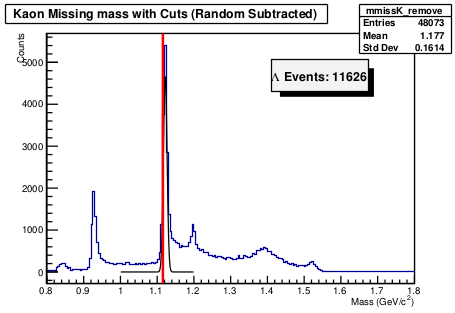 Kaon Missing mass with Cuts (Random Subtracted)
mmissK_remove
Entries 48073
Mean 1.177
Std Dev 0.1614
Counts
Λ Events: 11626
5000
4000
3000
2000
1000
0
0.8 0.9 1 1.1 1.2 1.3 1.4 1.5 1.6 1.7 1.8
Mass (GeV/c²)